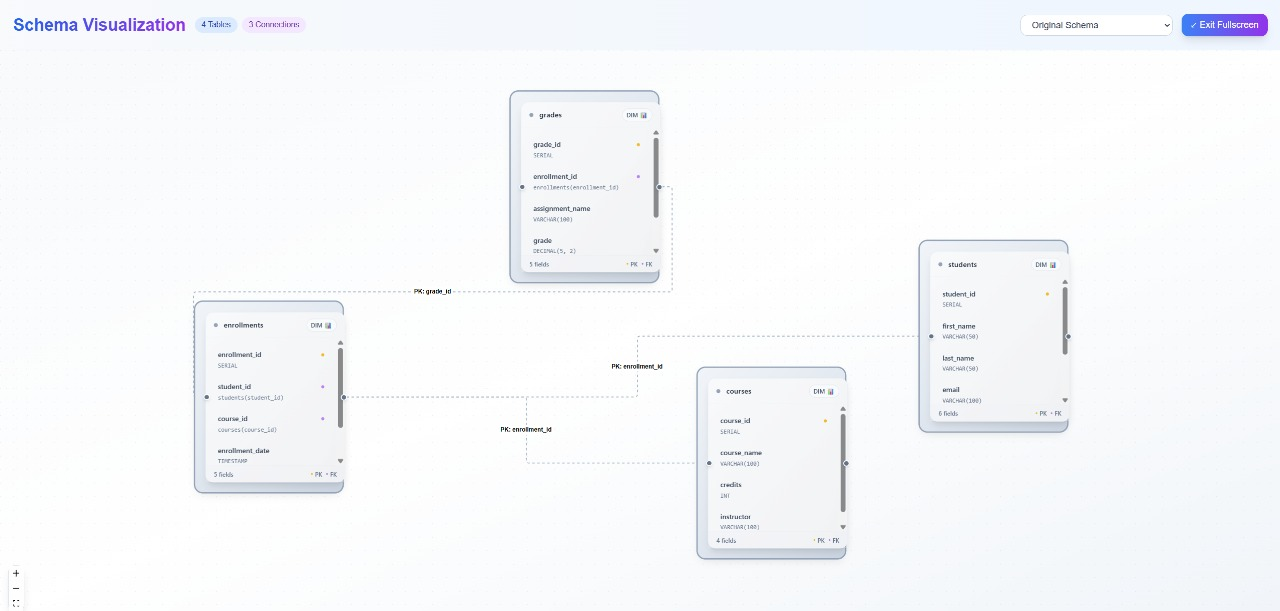 Schema Visualization
4 Tables
3 Connections
Original Schema
⤢ Exit Fullscreen
grades
DIM 📊
grade_id
SERIAL
enrollment_id
enrollments(enrollment_id)
assignment_name
VARCHAR(100)
grade
DECIMAL(5, 2)
5 fields
• PK • FK
PK: grade_id
enrollments
DIM 📊
enrollment_id
SERIAL
student_id
students(student_id)
course_id
courses(course_id)
enrollment_date
TIMESTAMP
5 fields
• PK • FK
PK: enrollment_id
PK: enrollment_id
students
DIM 📊
student_id
SERIAL
first_name
VARCHAR(50)
last_name
VARCHAR(50)
email
VARCHAR(100)
6 fields
• PK • FK
courses
DIM 📊
course_id
SERIAL
course_name
VARCHAR(100)
credits
INT
instructor
VARCHAR(100)
4 fields
• PK • FK